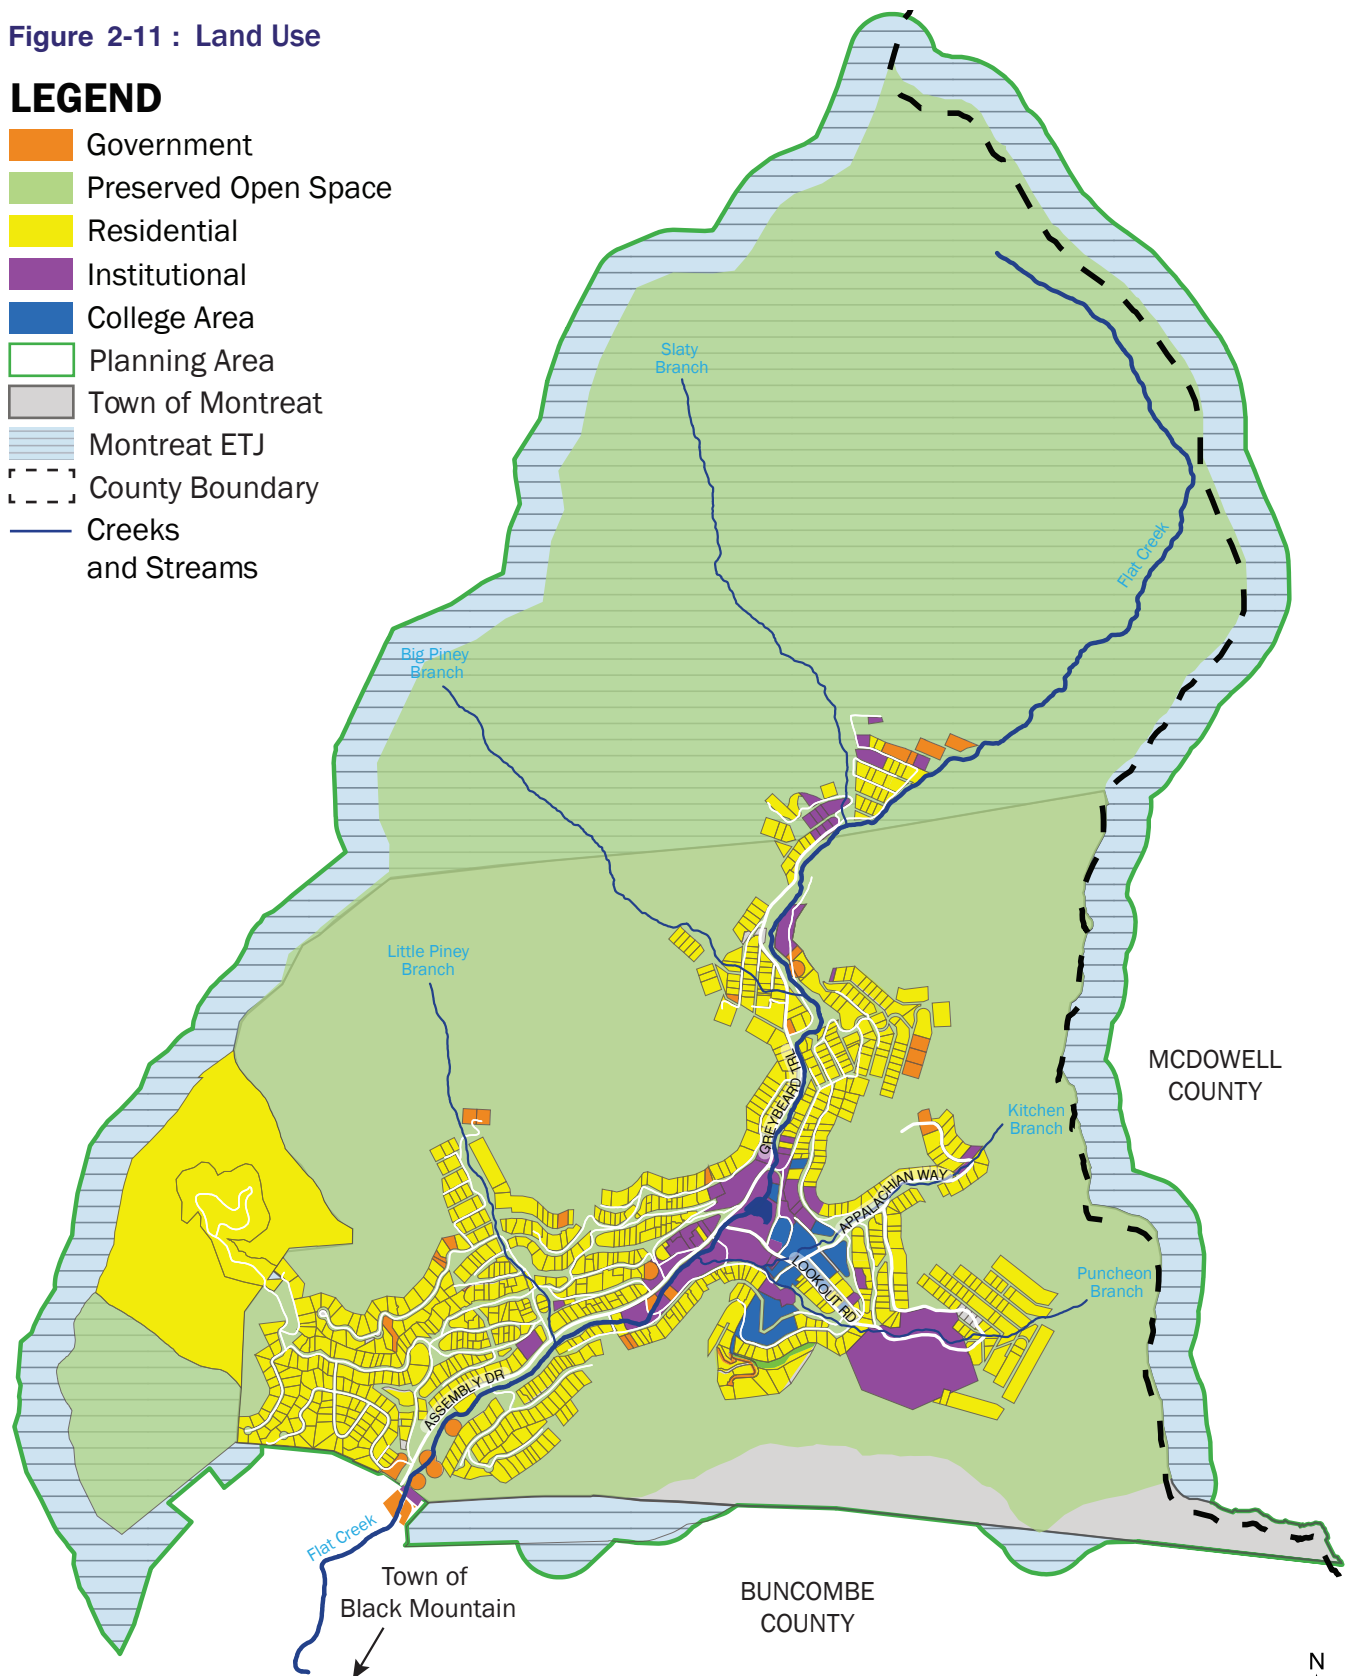 Figure 2-11 : Land Use
LEGEND
Government
Preserved Open Space
Residential
Institutional
College Area
Planning Area
Town of Montreat
Montreat ETJ
County Boundary
Creeks
and Streams
Slaty
Branch
Flat Creek
Big Piney
Branch
Little Piney
Branch
MCDOWELL
COUNTY
GREYBEARD TRL
Kitchen
Branch
APPALACHIAN WAY
LOOKOUT RD
Puncheon
Branch
ASSEMBLY DR
Flat Creek
Town of
Black Mountain
BUNCOMBE
COUNTY
N